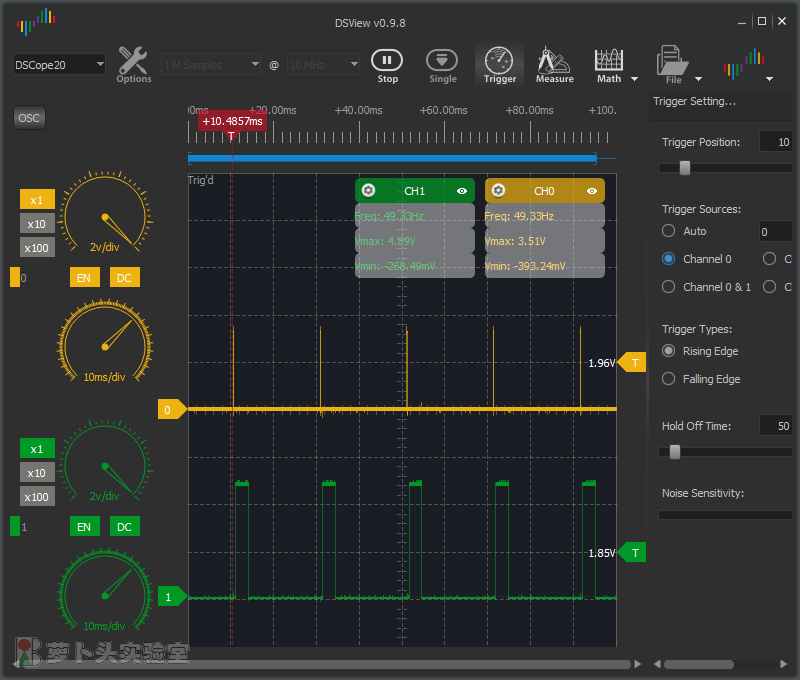 DSView v0.9.8
DSCope20
Options
1 M Samples
@
10 MHz
Stop
Single
Trigger
Measure
Math
File
OSC
00ms
+20.00ms
+40.00ms
+60.00ms
+80.00ms
+100.
+10.4857ms
T
Trigger Setting...
Trigger Position:
10
Trig'd
CH1
CH0
Freq: 49.33Hz
Freq: 49.33Hz
Vmax: 4.89V
Vmax: 3.51V
Vmin: -268.49mV
Vmin: -393.24mV
x1
x10
x100
2v/div
0
EN
DC
10ms/div
Trigger Sources:
Auto
0
Channel 0
C
Channel 0 & 1
C
Trigger Types:
Rising Edge
Falling Edge
1.96V
T
0
Hold Off Time:
50
Noise Sensitivity:
x1
x10
x100
2v/div
1
EN
DC
10ms/div
1.85V
T
1
萝卜头实验室